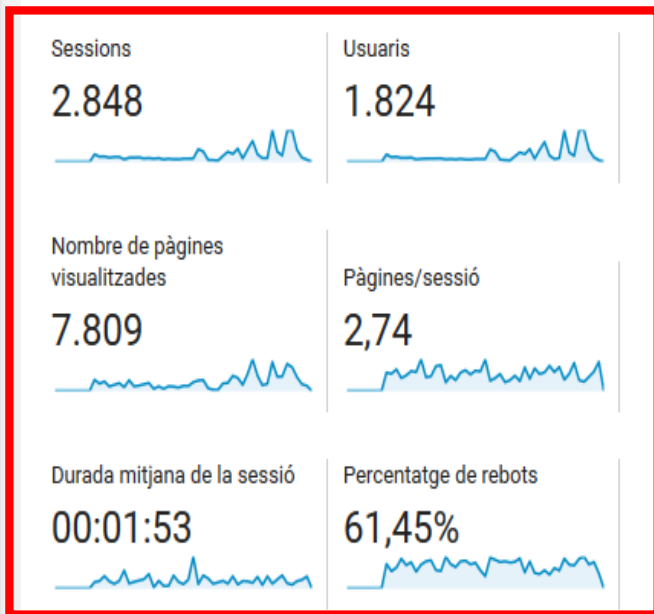 Sessions
2.848
Usuaris
1.824
Nombre de pàgines
visualitzades
7.809
Pàgines/sessió
2,74
Durada mitjana de la sessió
00:01:53
Percentatge de rebots
61,45%